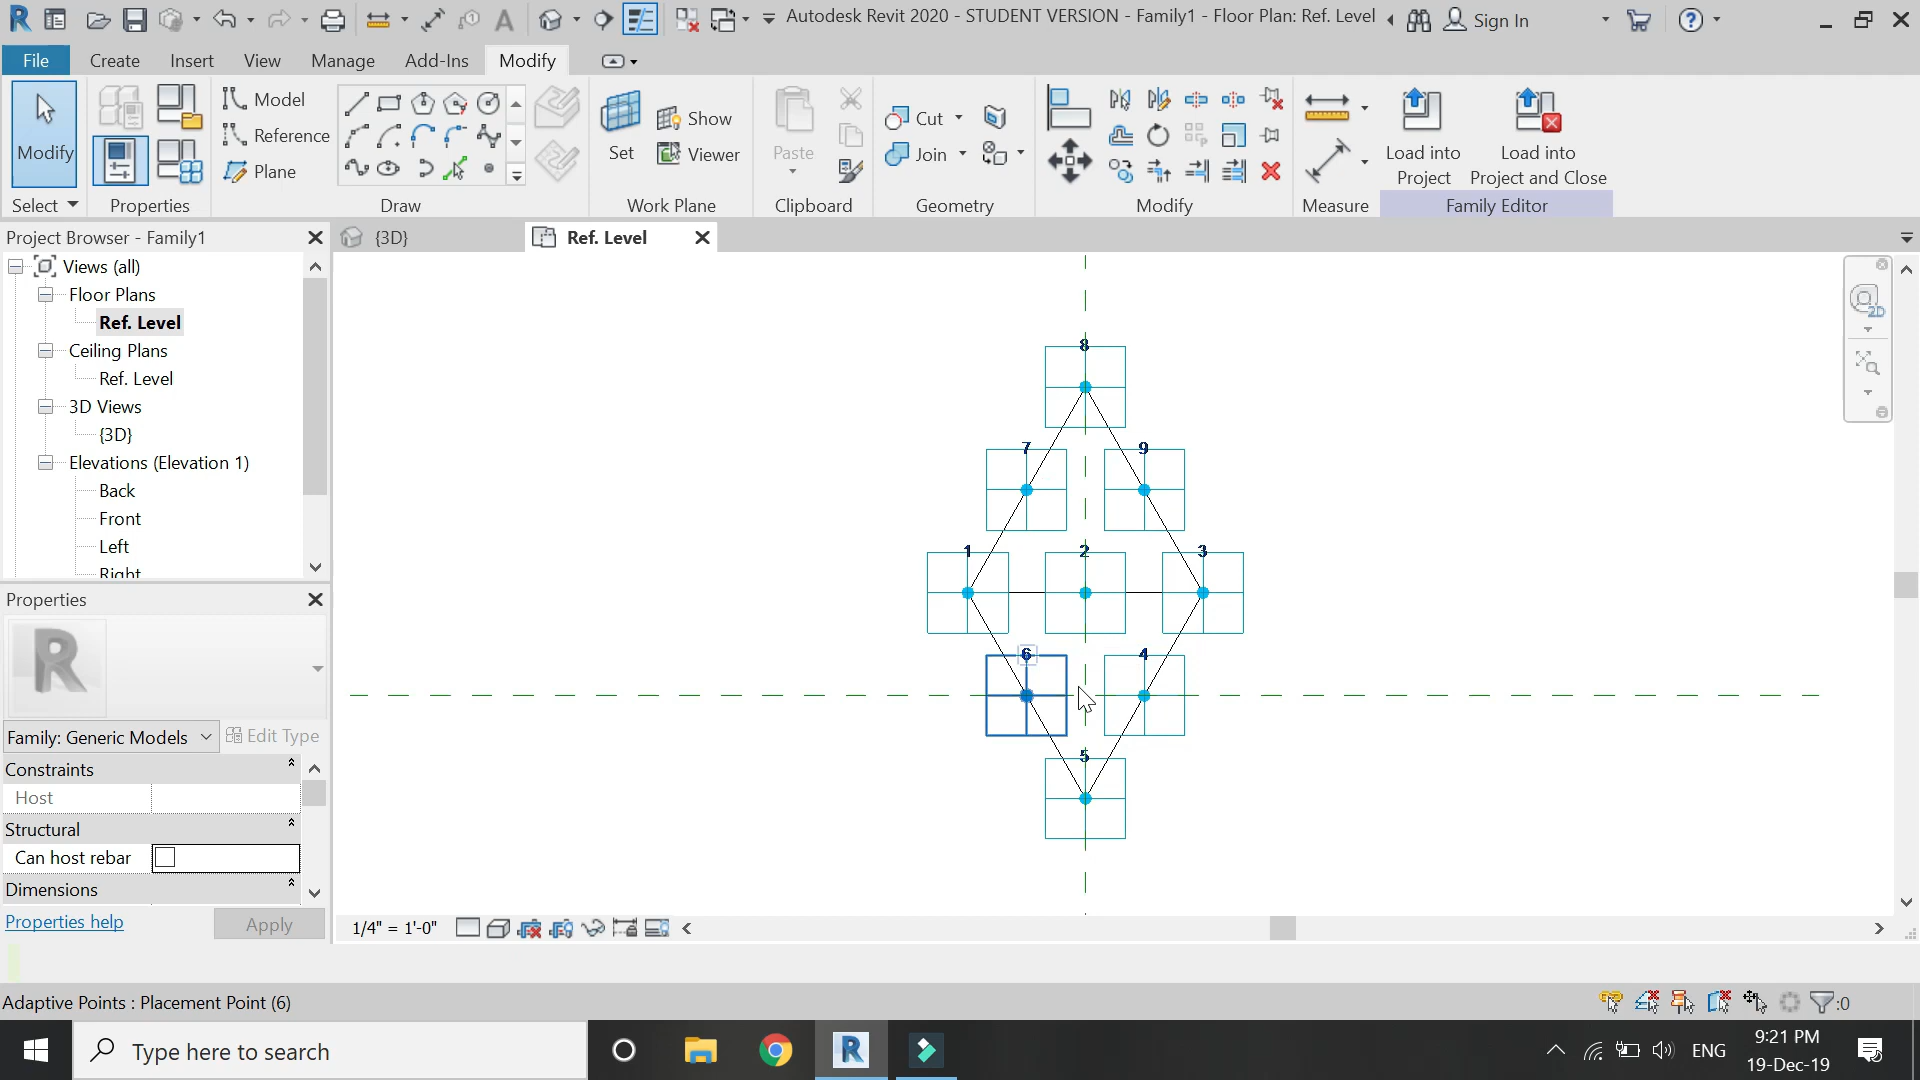 Autodesk Revit 2020 - STUDENT VERSION - Family1 - Floor Plan: Ref. Level
Sign In
File
Create
Insert
View
Manage
Add-Ins
Modify
Modify
Model
Reference
Plane
Set
Show
Viewer
Paste
Cut
Join
Load into
Project
Load into
Project and Close
Select
Properties
Draw
Work Plane
Clipboard
Geometry
Modify
Measure
Family Editor
Project Browser - Family1
{3D}
Ref. Level
Views (all)
Floor Plans
Ref. Level
Ceiling Plans
Ref. Level
3D Views
{3D}
Elevations (Elevation 1)
Back
Front
Left
Right
Properties
R
Family: Generic Models
Edit Type
Constraints
Host
Structural
Can host rebar
Dimensions
Properties help
Apply
8
7
9
1
2
3
6
4
5
2D
1/4" = 1'-0"
Adaptive Points : Placement Point (6)
:0
Type here to search
ENG
9:21 PM
19-Dec-19